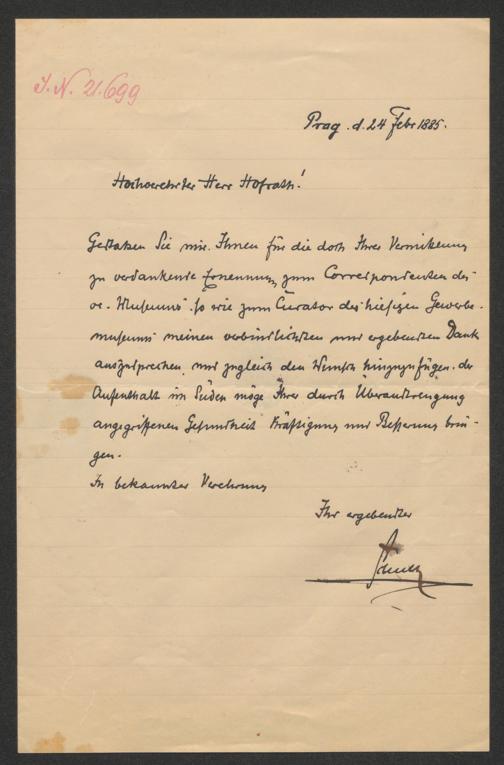 J. N. 21.699
Prag. d. 24 Febr 1885.
Hochverehrter Herr Hofrath!
Gestatten Sie mir. Ihnen für die doch Ihrer Vermittlung
zu verdankende Ernennung zum Correspondenten des
oe. Museums. so wie zum Curator des hiesigen Gewerbe-
museums meinen verbindlichsten und ergebensten Dank
auszusprechen und zugleich den Wunsch hinzuzufügen. der
Aufenthalt im Süden möge Ihrer durch Überanstrengung
angegriffenen Gesundheit Kräftigung und Besserung brin-
gen.
In bekannter Verehrung
Ihr ergebenster